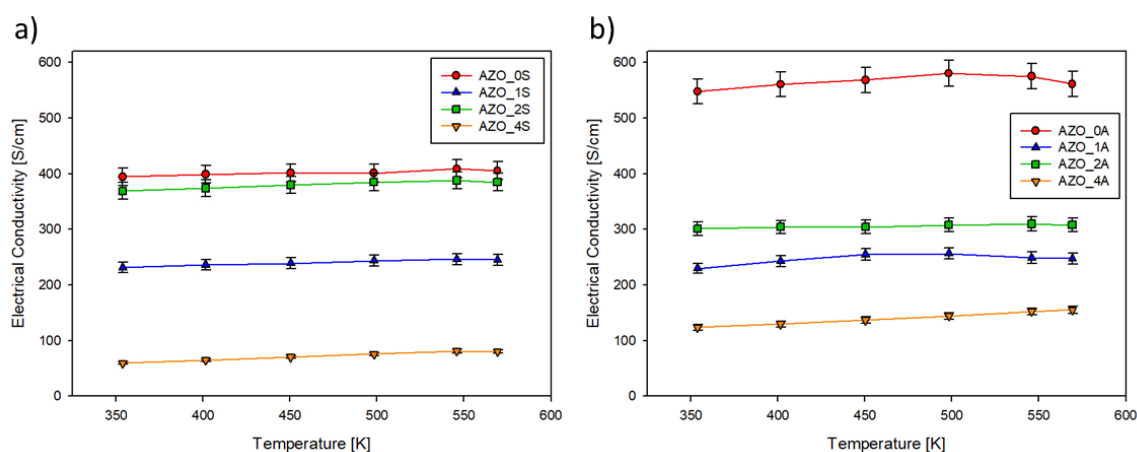 a)
600
500
400
300
200
100
0
Electrical Conductivity [S/cm]
AZO_0S
AZO_1S
AZO_2S
AZO_4S
350 400 450 500 550 600
Temperature [K]
b)
600
500
400
300
200
100
0
Electrical Conductivity [S/cm]
AZO_0A
AZO_1A
AZO_2A
AZO_4A
350 400 450 500 550 600
Temperature [K]